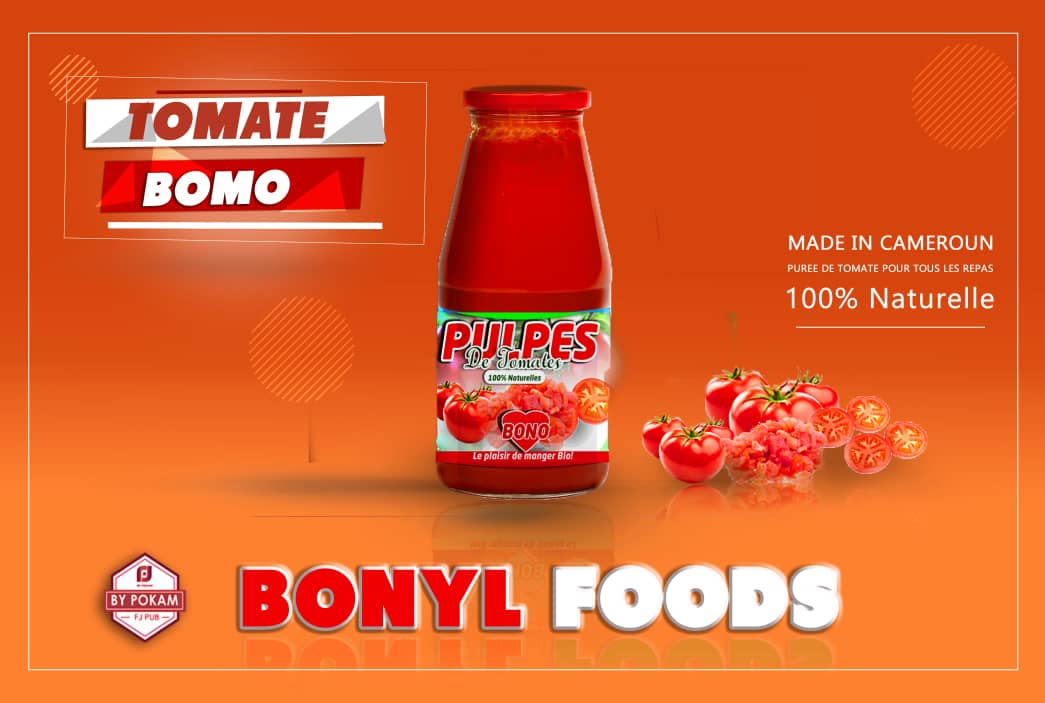 TOMATE
BOMO
MADE IN CAMEROUN
PUREE DE TOMATE POUR TOUS LES REPAS
100% Naturelle
PULPES
De Tomates
100% Naturelles
BONO
Le plaisir de manger Bio!
BY POKAM
FJ PUB
BONYL FOODS